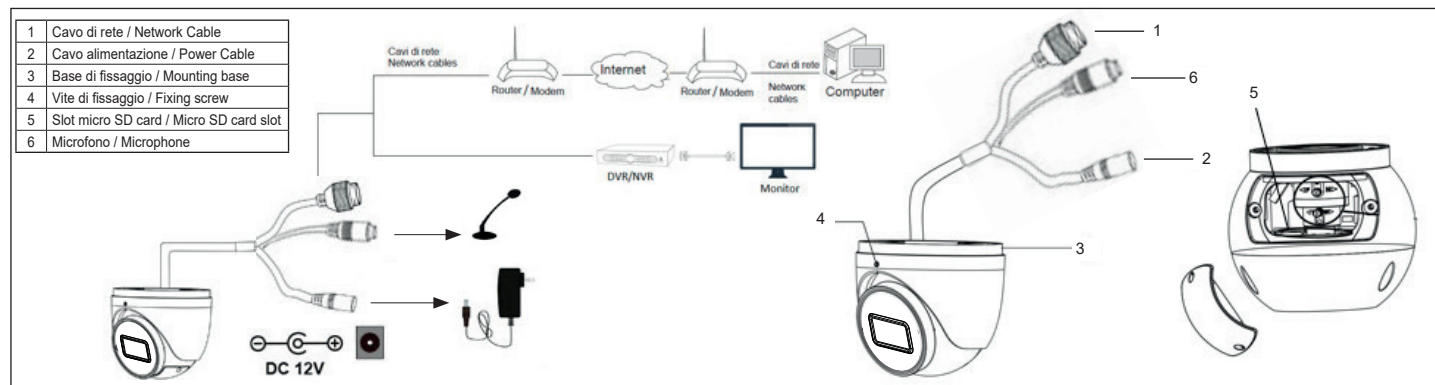 1 Cavo di rete / Network Cable
2 Cavo alimentazione / Power Cable
3 Base di fissaggio / Mounting base
4 Vite di fissaggio / Fixing screw
5 Slot micro SD card / Micro SD card slot
6 Microfono / Microphone
Cavi di rete
Network cables
Router / Modem
Internet
Router / Modem
Cavi di rete
Network
cables
Computer
DVR/NVR
Monitor
DC 12V
1
6
2
4
3
5